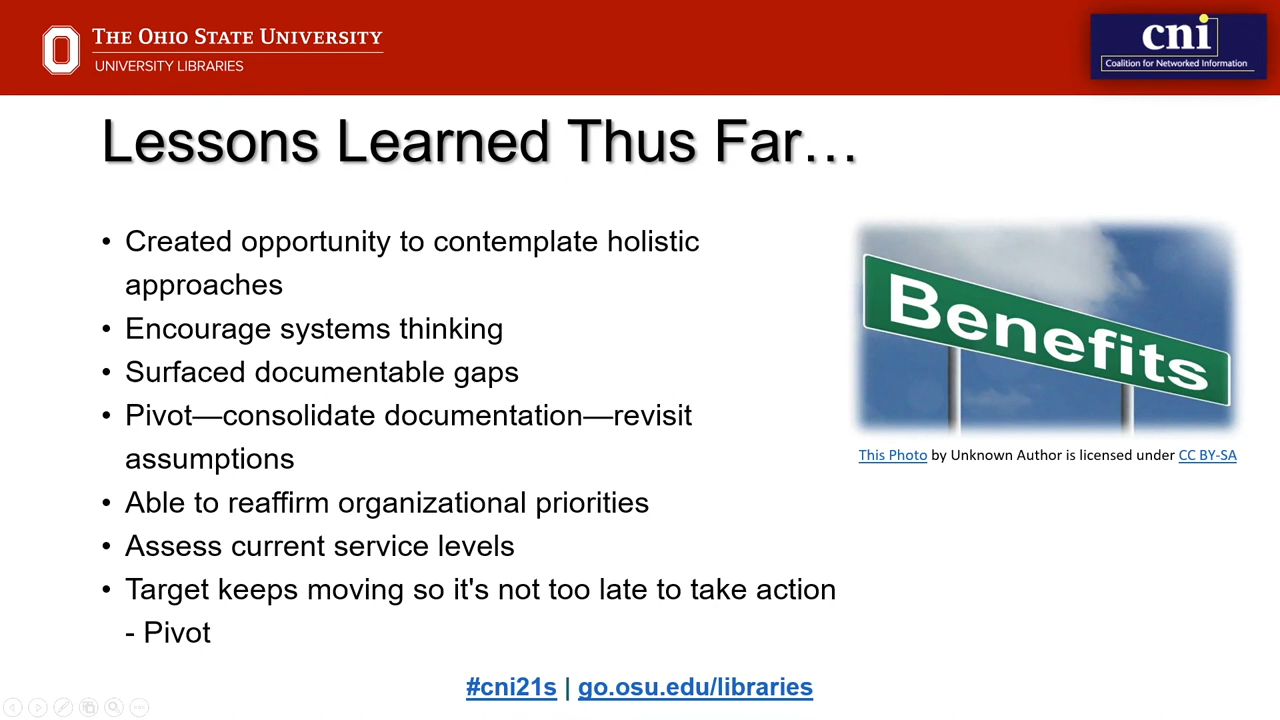 THE OHIO STATE UNIVERSITY
UNIVERSITY LIBRARIES
cni
Coalition for Networked Information
Lessons Learned Thus Far…
• Created opportunity to contemplate holistic
approaches
• Encourage systems thinking
• Surfaced documentable gaps
• Pivot—consolidate documentation—revisit
assumptions
• Able to reaffirm organizational priorities
• Assess current service levels
• Target keeps moving so it's not too late to take action
- Pivot
Benefits
This Photo by Unknown Author is licensed under CC BY-SA
#cni21s | go.osu.edu/libraries